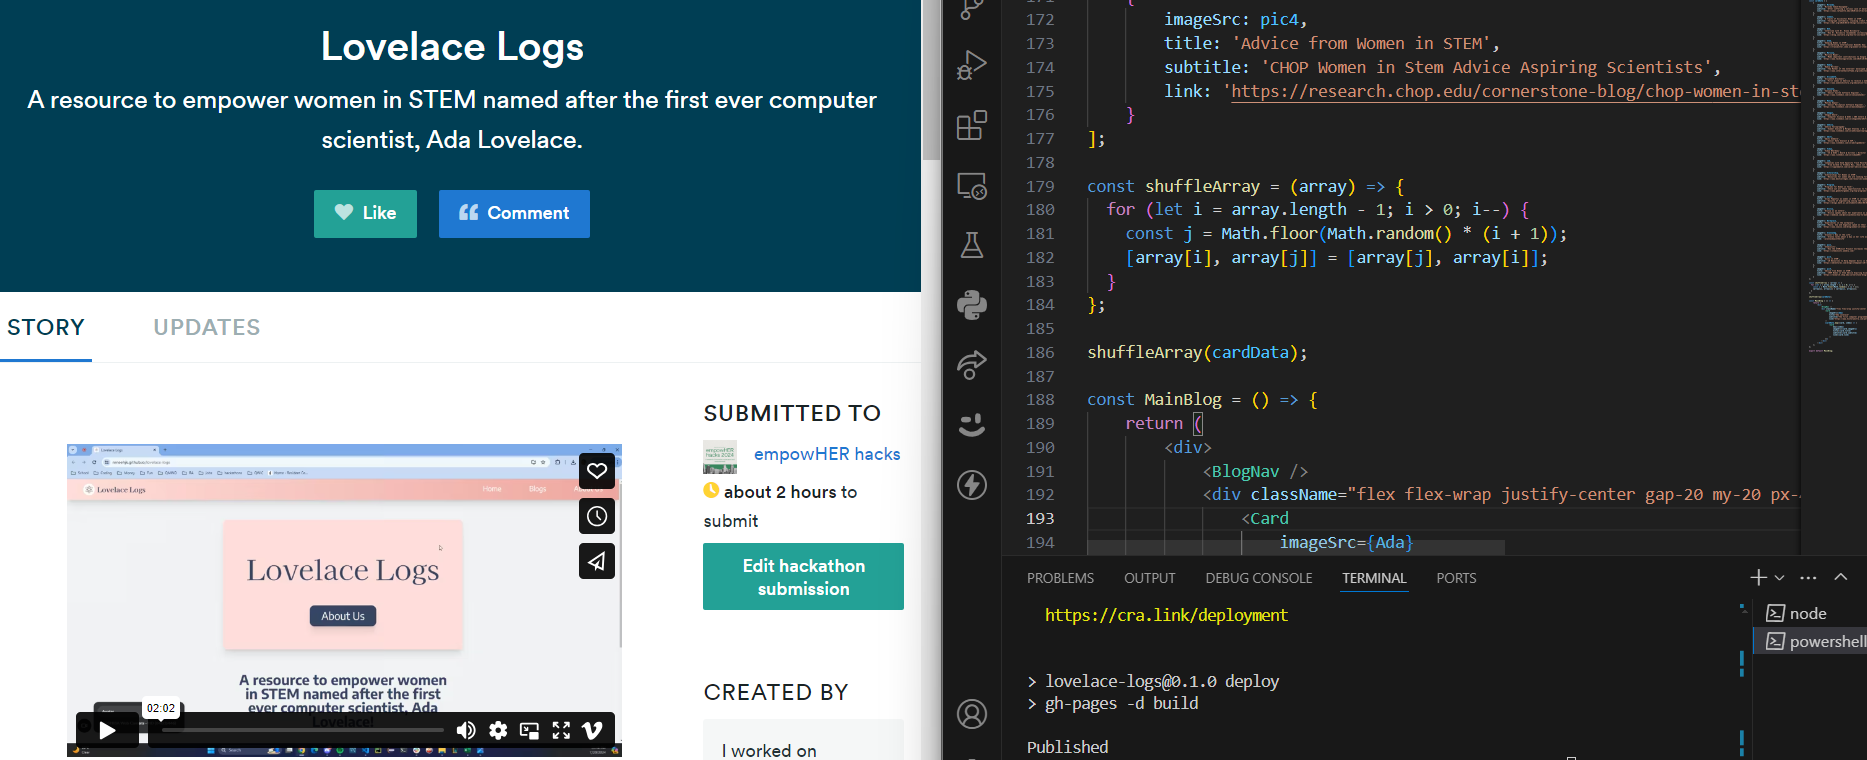 Lovelace Logs
A resource to empower women in STEM named after the first ever computer
scientist, Ada Lovelace.
Like
Comment
STORY
UPDATES
SUBMITTED TO
empowHER hacks
about 2 hours to
submit
Edit hackathon
submission
CREATED BY
I worked on
Lovelace Logs
Home
Blogs
Lovelace Logs
About Us
A resource to empower women
in STEM named after the first
ever computer scientist, Ada
Lovelace!
02:02
172 imageSrc: pic4,
173 title: 'Advice from Women in STEM',
174 subtitle: 'CHOP Women in Stem Advice Aspiring Scientists',
175 link: 'https://research.chop.edu/cornerstone-blog/chop-women-in-st
176 }
177 ];
178
179 const shuffleArray = (array) => {
180 for (let i = array.length - 1; i > 0; i--) {
181 const j = Math.floor(Math.random() * (i + 1));
182 [array[i], array[j]] = [array[j], array[i]];
183 }
184 };
185
186 shuffleArray(cardData);
187
188 const MainBlog = () => {
189 return (
190 <div>
191 <BlogNav />
192 <div className="flex flex-wrap justify-center gap-20 my-20 px-
193 <Card
194 imageSrc={Ada}
PROBLEMS OUTPUT DEBUG CONSOLE TERMINAL PORTS
https://cra.link/deployment
> lovelace-logs@0.1.0 deploy
> gh-pages -d build
Published
node
powershell